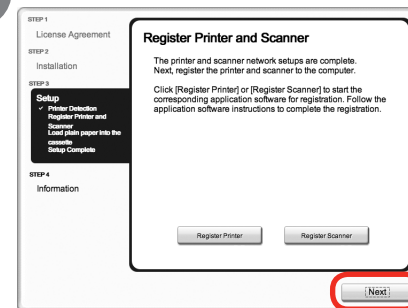 STEP 1
License Agreement
STEP 2
Installation
STEP 3
Setup
✓ Printer Detection
Register Printer and
Scanner
Load plain paper into the
cassette
Setup Complete
STEP 4
Information
Register Printer and Scanner
The printer and scanner network setups are complete.
Next, register the printer and scanner to the computer.
Click [Register Printer] or [Register Scanner] to start the
corresponding application software for registration. Follow the
application software instructions to complete the registration.
Register Printer
Register Scanner
Next